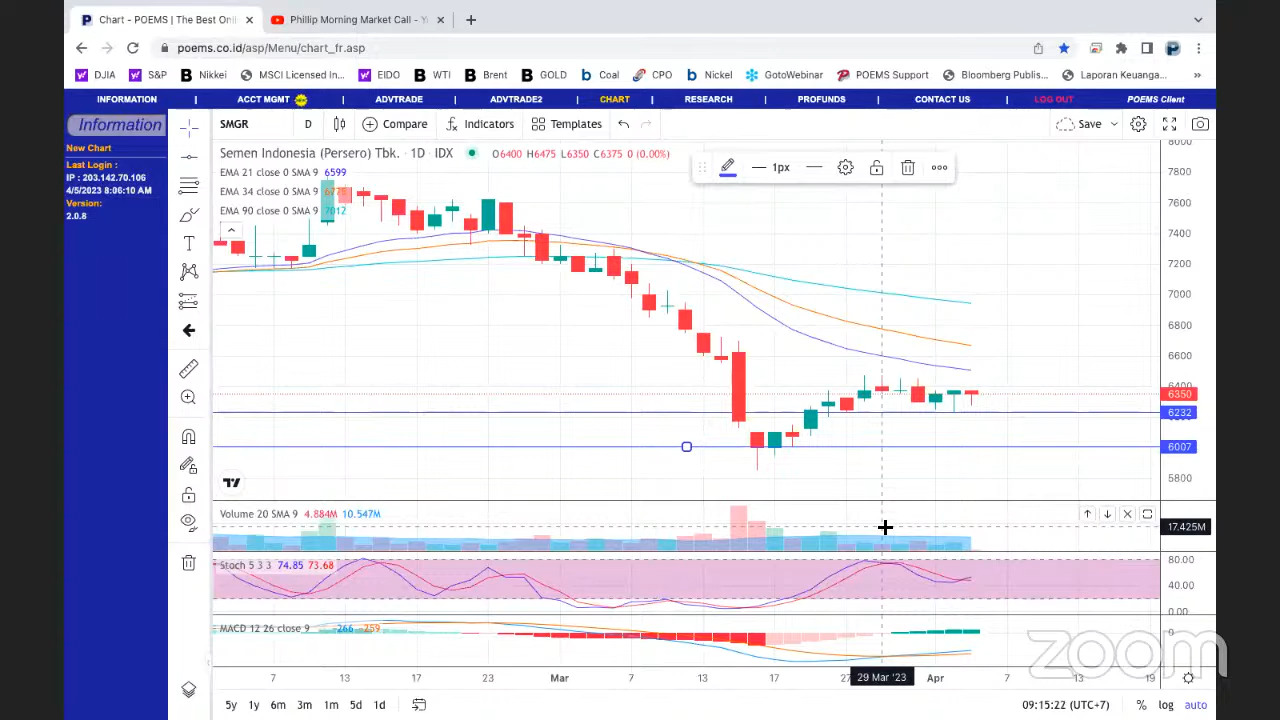 Chart - POEMS | The Best Onl
Phillip Morning Market Call - Y
poems.co.id/asp/Menu/chart_fr.asp
DJIA S&P Nikkei MSCI Licensed In... EIDO WTI Brent GOLD Coal CPO Nickel GotoWebinar POEMS Support Bloomberg Publis... Laporan Keuanga... »
INFORMATION | ACCT MGMT | ADVTRADE | ADVTRADE2 | CHART | RESEARCH | PROFUNDS | CONTACT US | LOG OUT POEMS Client
Information
New Chart
Last Login :
IP : 203.142.70.106
4/5/2023 8:06:10 AM
Version:
2.0.8
SMGR D Compare Indicators Templates Save
Semen Indonesia (Persero) Tbk. · 1D · IDX O6400 H6475 L6350 C6375 0 (0.00%)
1px
EMA 21 close 0 SMA 9 6599
EMA 34 close 0 SMA 9
EMA 90 close 0 SMA 9 7012
8000
7800
7600
7400
7200
7000
6800
6600
6400
6350
6232
6007
5800
Volume 20 SMA 9 4.884M 10.547M
17.425M
Stoch 5 3 3 74.85 73.68
80.00
40.00
0.00
MACD 12 26 close 9 -266 -259
0
zoom
7 13 17 23 Mar 7 13 17 27 29 Mar '23 Apr 7 13 19
5y 1y 6m 3m 1m 5d 1d
09:15:22 (UTC+7) % log auto